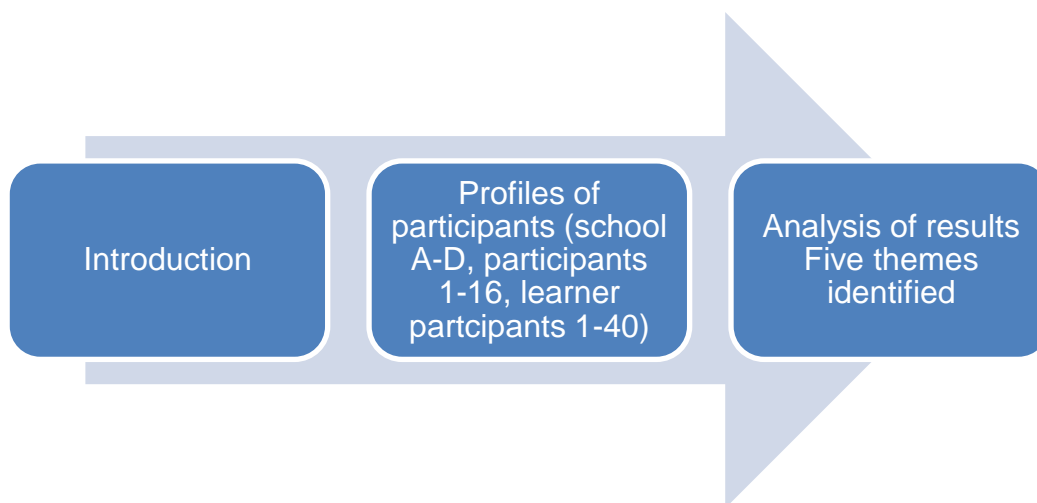 Introduction
Profiles of
participants (school
A-D, participants
1-16, learner
partcipants 1-40)
Analysis of results
Five themes
identified